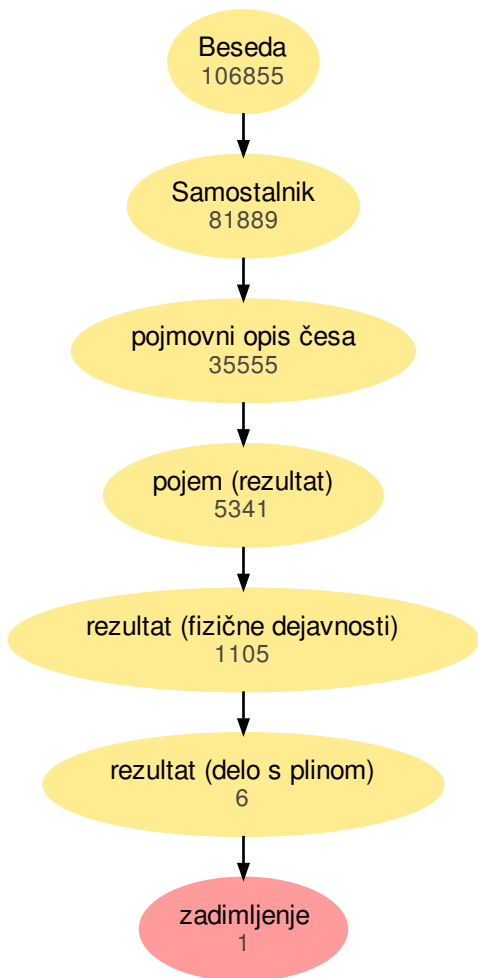 Beseda
106855
Samostalnik
81889
pojmovni opis česa
35555
pojem (rezultat)
5341
rezultat (fizične dejavnosti)
1105
rezultat (delo s plinom)
6
zadimljenje
1